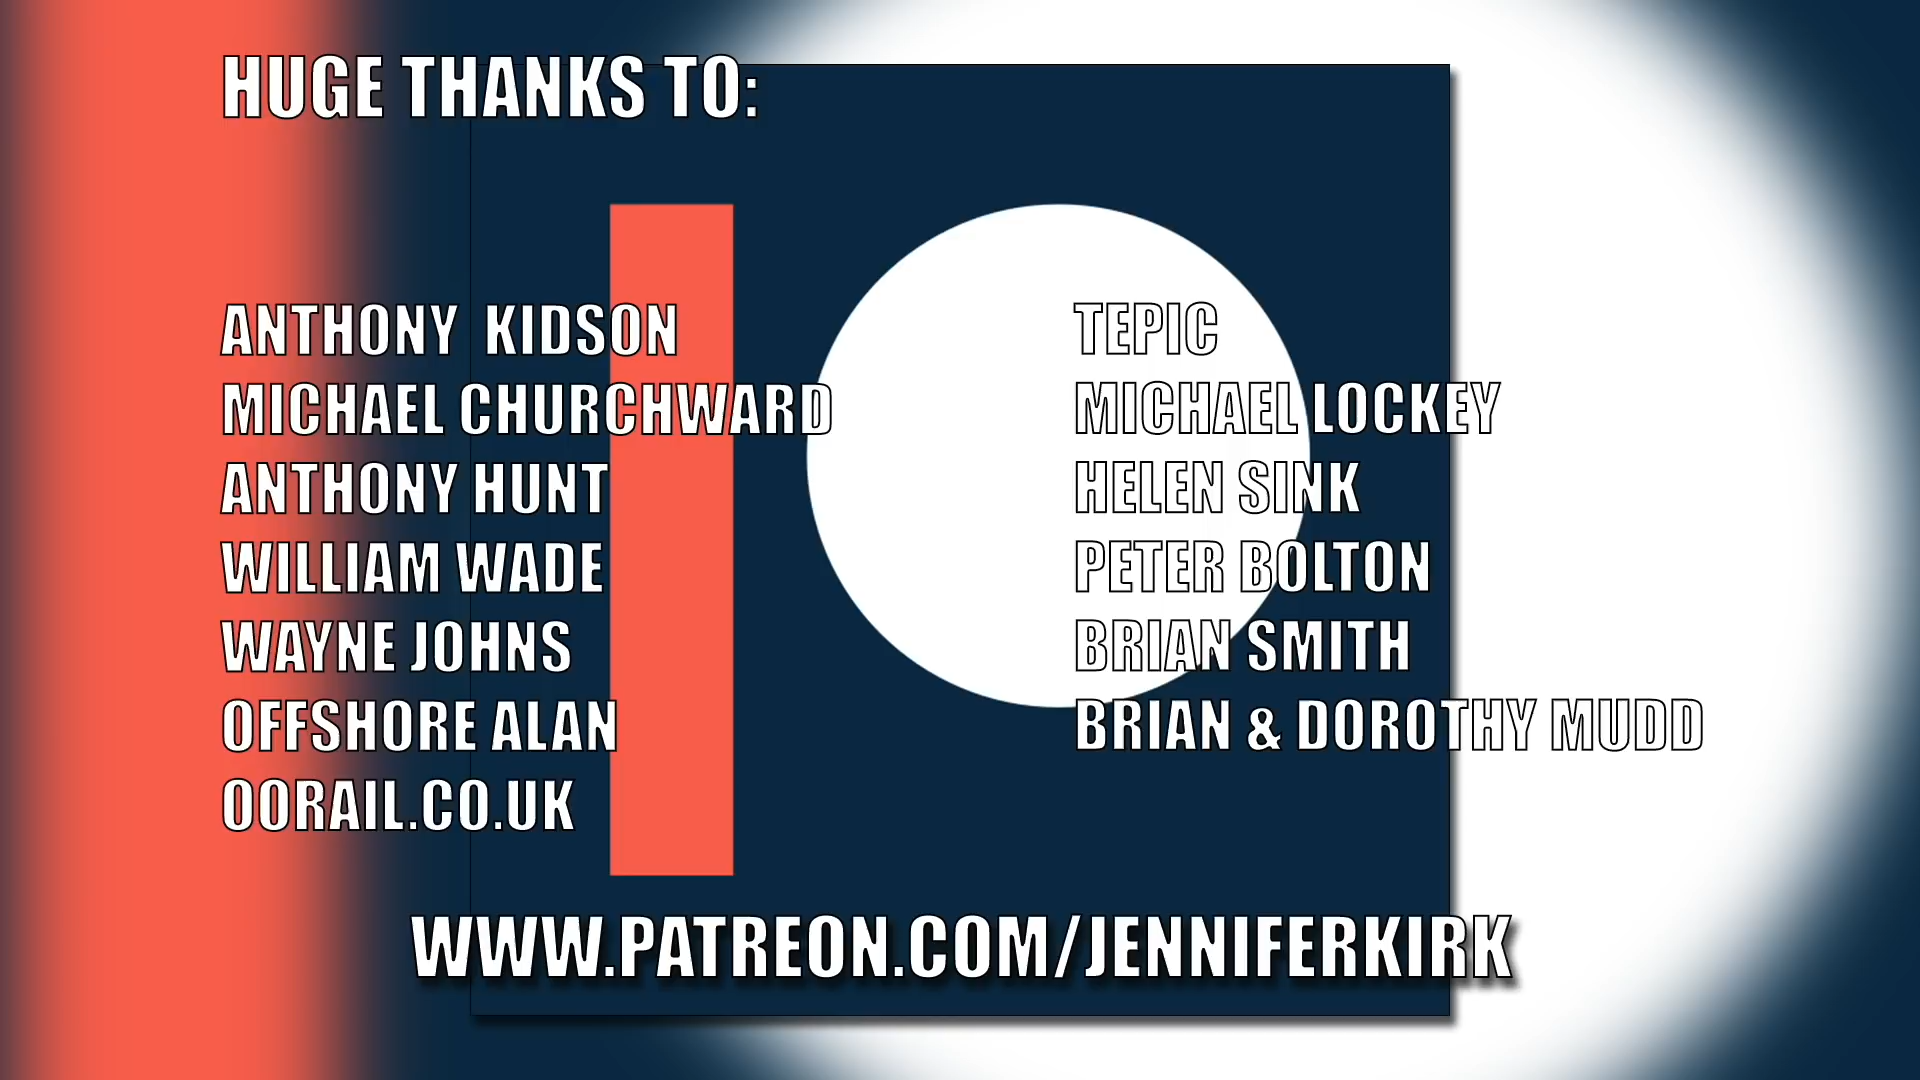 HUGE THANKS TO:
ANTHONY  KIDSON
MICHAEL CHURCHWARD
ANTHONY HUNT
WILLIAM WADE
WAYNE JOHNS
OFFSHORE ALAN
OORAIL.CO.UK
TEPIC
MICHAEL LOCKEY
HELEN SINK
PETER BOLTON
BRIAN SMITH
BRIAN & DOROTHY MUDD
WWW.PATREON.COM/JENNIFERKIRK